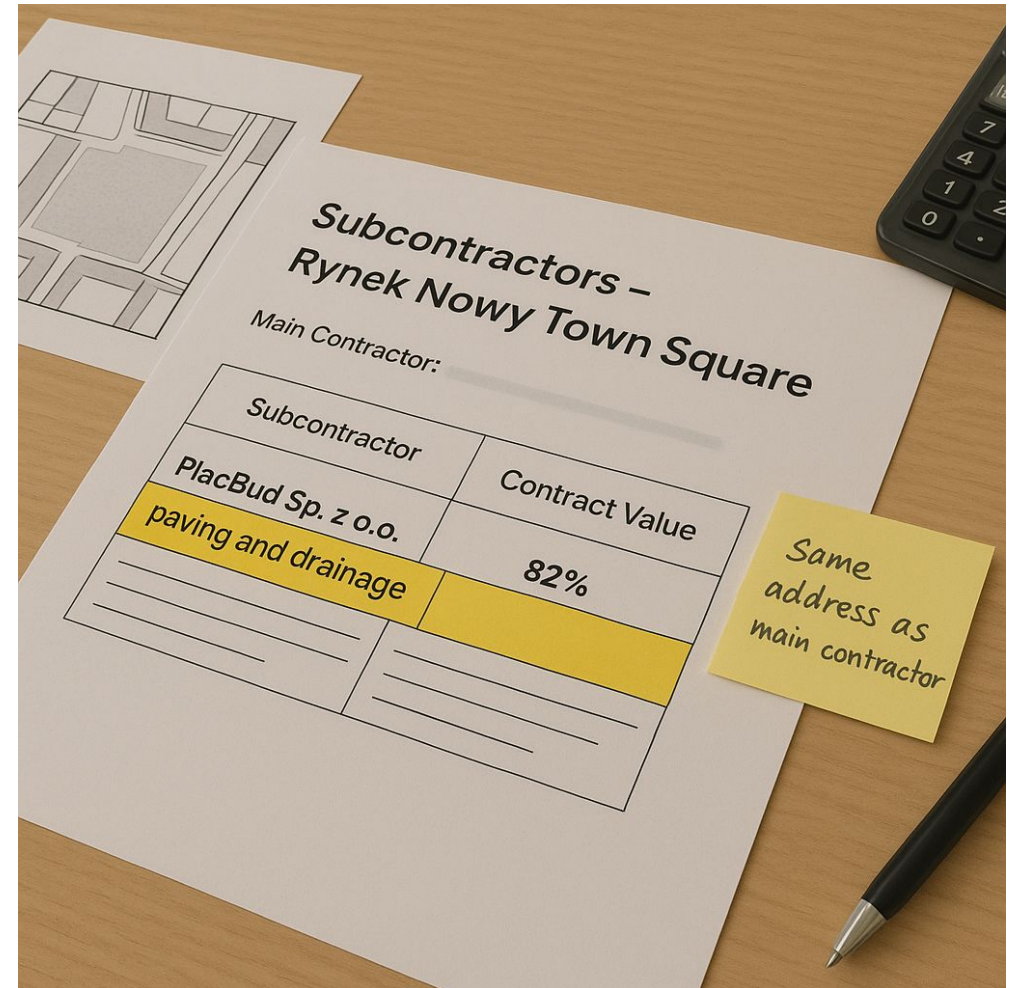 Subcontractors –
Rynek Nowy Town Square
Main Contractor:
Subcontractor
Contract Value
PlacBud Sp. z o.o.
82%
paving and drainage
Same
address as
main contractor
7
4
1
2
0
.